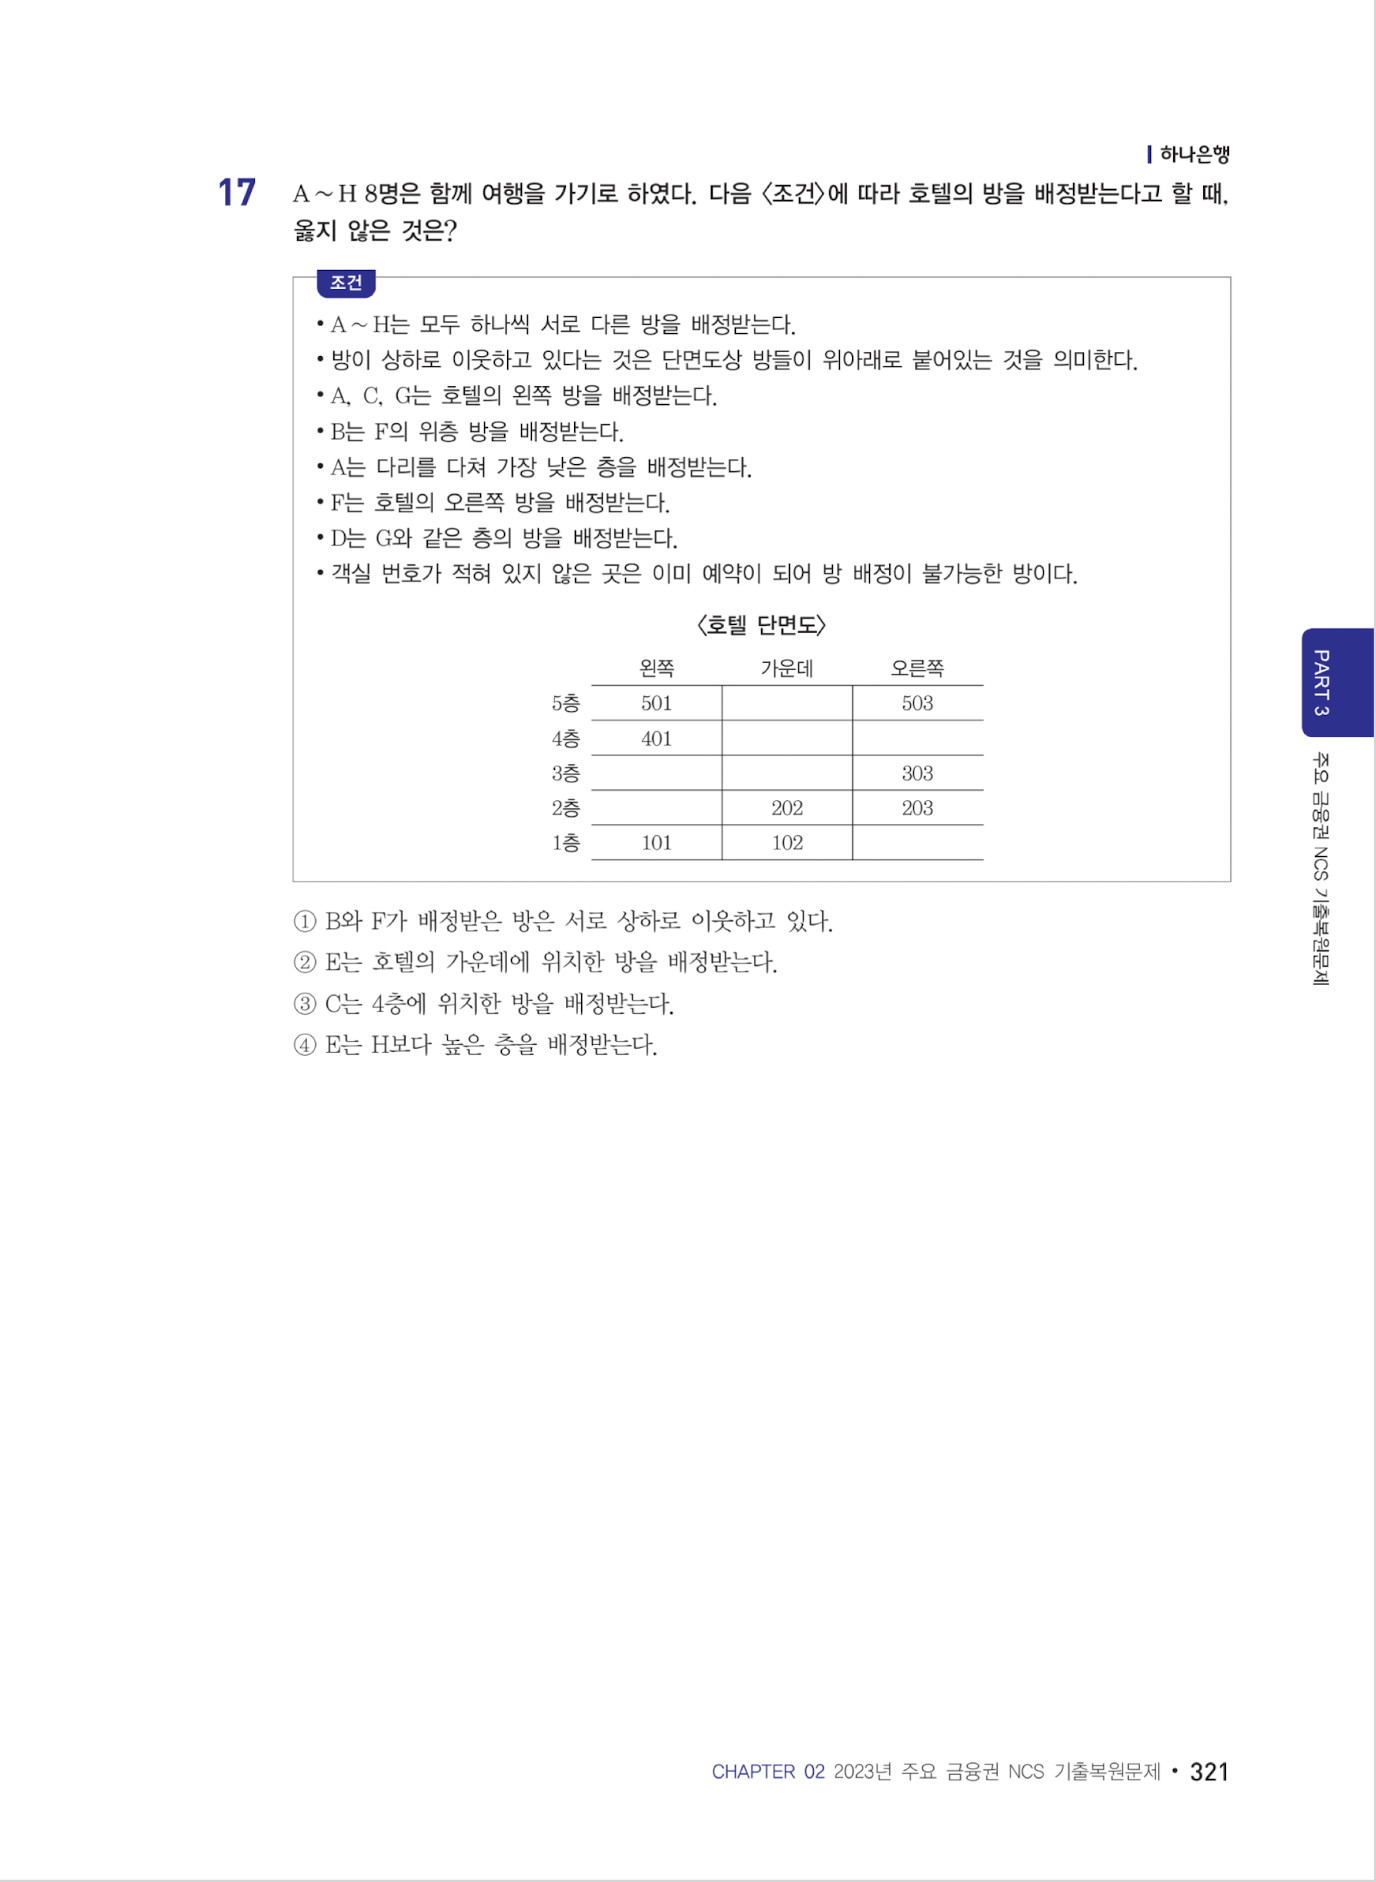 하나은행
17 A ~ H 8명은 함께 여행을 가기로 하였다. 다음 〈조건〉에 따라 호텔의 방을 배정받는다고 할 때,
옳지 않은 것은?
조건
• A ~ H는 모두 하나씩 서로 다른 방을 배정받는다.
• 방이 상하로 이웃하고 있다는 것은 단면도상 방들이 위아래로 붙어있는 것을 의미한다.
• A, C, G는 호텔의 왼쪽 방을 배정받는다.
• B는 F의 위층 방을 배정받는다.
• A는 다리를 다쳐 가장 낮은 층을 배정받는다.
• F는 호텔의 오른쪽 방을 배정받는다.
• D는 G와 같은 층의 방을 배정받는다.
• 객실 번호가 적혀 있지 않은 곳은 이미 예약이 되어 방 배정이 불가능한 방이다.
〈호텔 단면도〉
왼쪽 가운데 오른쪽
5층 501 503
4층 401
3층 303
2층 202 203
1층 101 102
① B와 F가 배정받은 방은 서로 상하로 이웃하고 있다.
② E는 호텔의 가운데에 위치한 방을 배정받는다.
③ C는 4층에 위치한 방을 배정받는다.
④ E는 H보다 높은 층을 배정받는다.
PART 3
주요 금융권 NCS 기출복원문제
CHAPTER 02 2023년 주요 금융권 NCS 기출복원문제 • 321